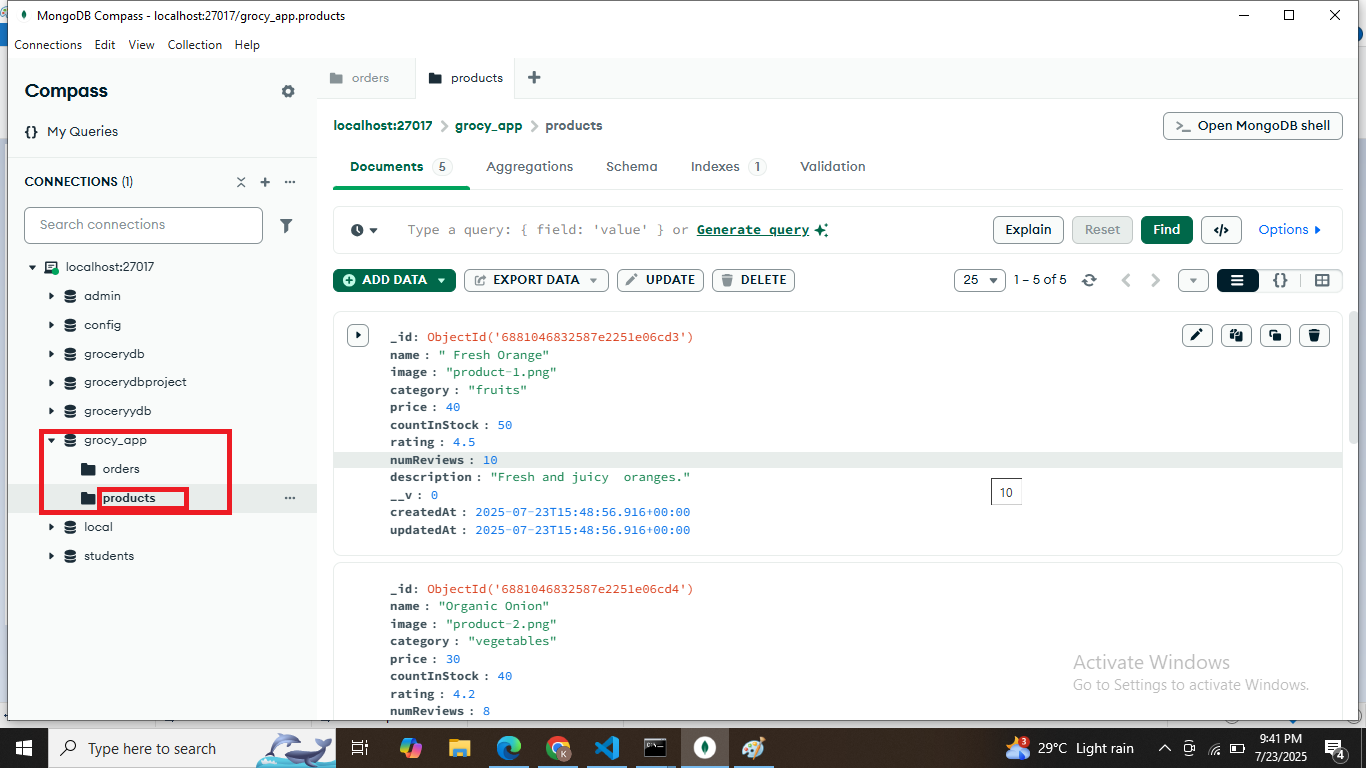 MongoDB Compass - localhost:27017/grocy_app.products
Connections Edit View Collection Help
Compass
{} My Queries
CONNECTIONS (1)
Search connections
localhost:27017
admin
config
grocerydb
grocerydbproject
groceryydb
grocy_app
orders
products
local
students
orders products
localhost:27017 > grocy_app > products
>_ Open MongoDB shell
Documents 5 Aggregations Schema Indexes 1 Validation
Type a query: { field: 'value' } or Generate query
Explain Reset Find </> Options
ADD DATA EXPORT DATA UPDATE DELETE
25 1 – 5 of 5 {}
_id: ObjectId('6881046832587e2251e06cd3')
name : " Fresh Orange"
image : "product-1.png"
category : "fruits"
price : 40
countInStock : 50
rating : 4.5
numReviews : 10
description : "Fresh and juicy  oranges."
__v : 0
createdAt : 2025-07-23T15:48:56.916+00:00
updatedAt : 2025-07-23T15:48:56.916+00:00
10
_id: ObjectId('6881046832587e2251e06cd4')
name : "Organic Onion"
image : "product-2.png"
category : "vegetables"
price : 30
countInStock : 40
rating : 4.2
numReviews : 8
Activate Windows
Go to Settings to activate Windows.
Type here to search
K
3
29°C Light rain
9:41 PM
7/23/2025
4